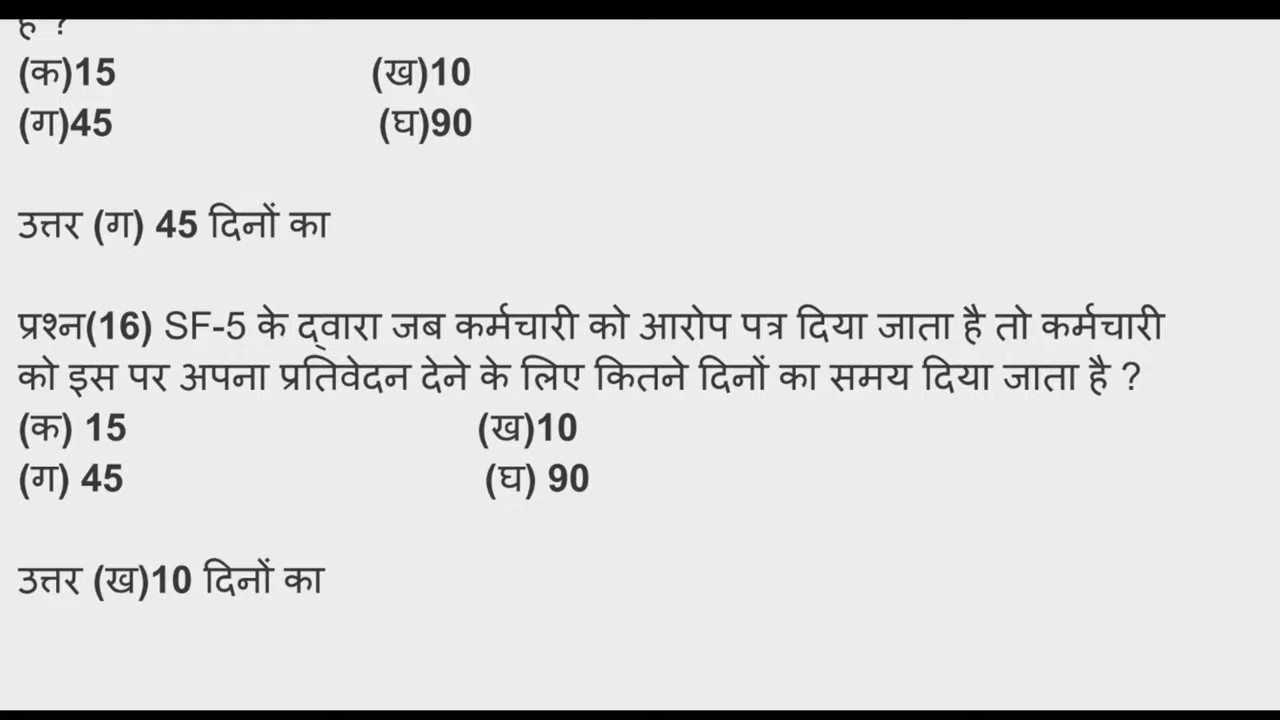 है ?
(क)15 (ख)10
(ग)45 (घ)90
उत्तर (ग) 45 दिनों का
प्रश्न(16) SF-5 के द्वारा जब कर्मचारी को आरोप पत्र दिया जाता है तो कर्मचारी
को इस पर अपना प्रतिवेदन देने के लिए कितने दिनों का समय दिया जाता है ?
(क) 15 (ख)10
(ग) 45 (घ) 90
उत्तर (ख)10 दिनों का